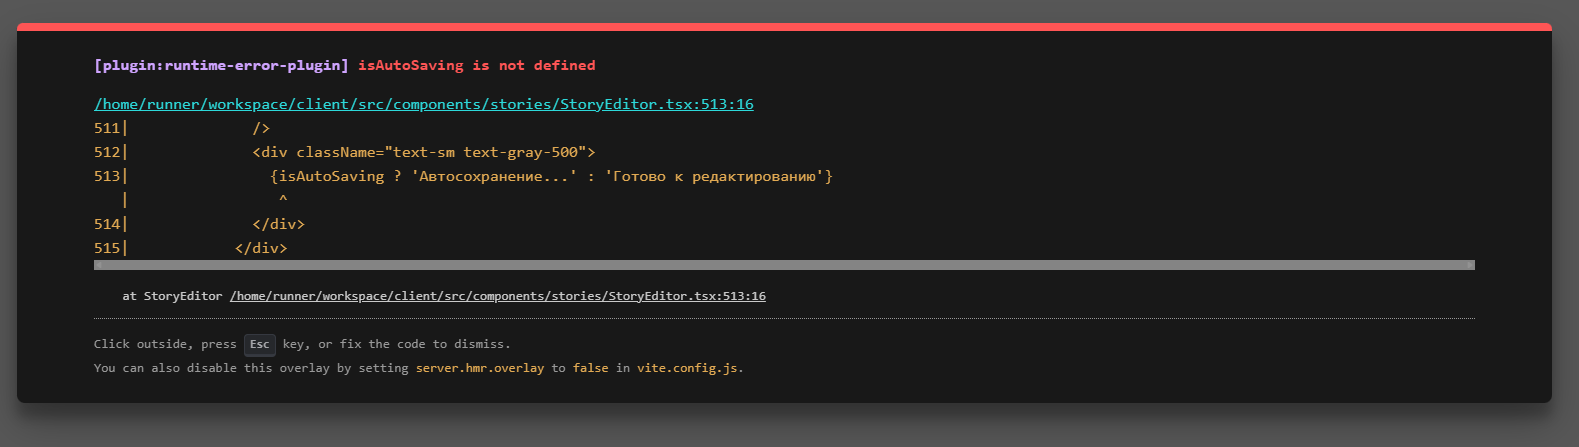 [plugin:runtime-error-plugin] isAutoSaving is not defined
/home/runner/workspace/client/src/components/stories/StoryEditor.tsx:513:16
511|              />
512|              <div className="text-sm text-gray-500">
513|                {isAutoSaving ? 'Автосохранение...' : 'Готово к редактированию'}
   |                 ^
514|              </div>
515|            </div>
at StoryEditor /home/runner/workspace/client/src/components/stories/StoryEditor.tsx:513:16
Click outside, press Esc key, or fix the code to dismiss.
You can also disable this overlay by setting server.hmr.overlay to false in vite.config.js.